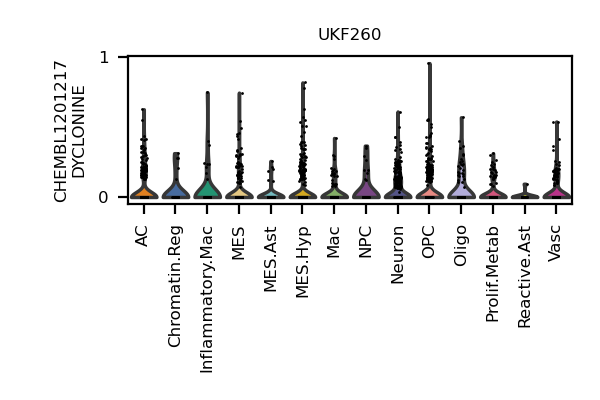 UKF260
CHEMBL1201217
DYCLONINE
1
0
AC
Chromatin.Reg
Inflammatory.Mac
MES
MES.Ast
MES.Hyp
Mac
NPC
Neuron
OPC
Oligo
Prolif.Metab
Reactive.Ast
Vasc